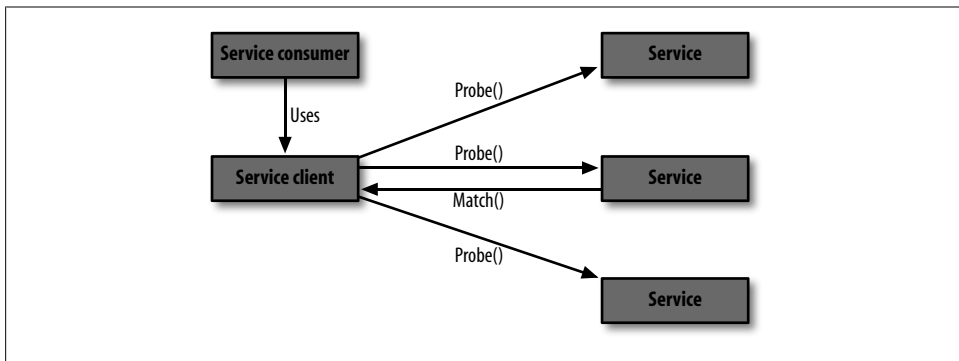 Service consumer
Service
Probe()
Uses
Probe()
Service client
Service
Match()
Probe()
Service